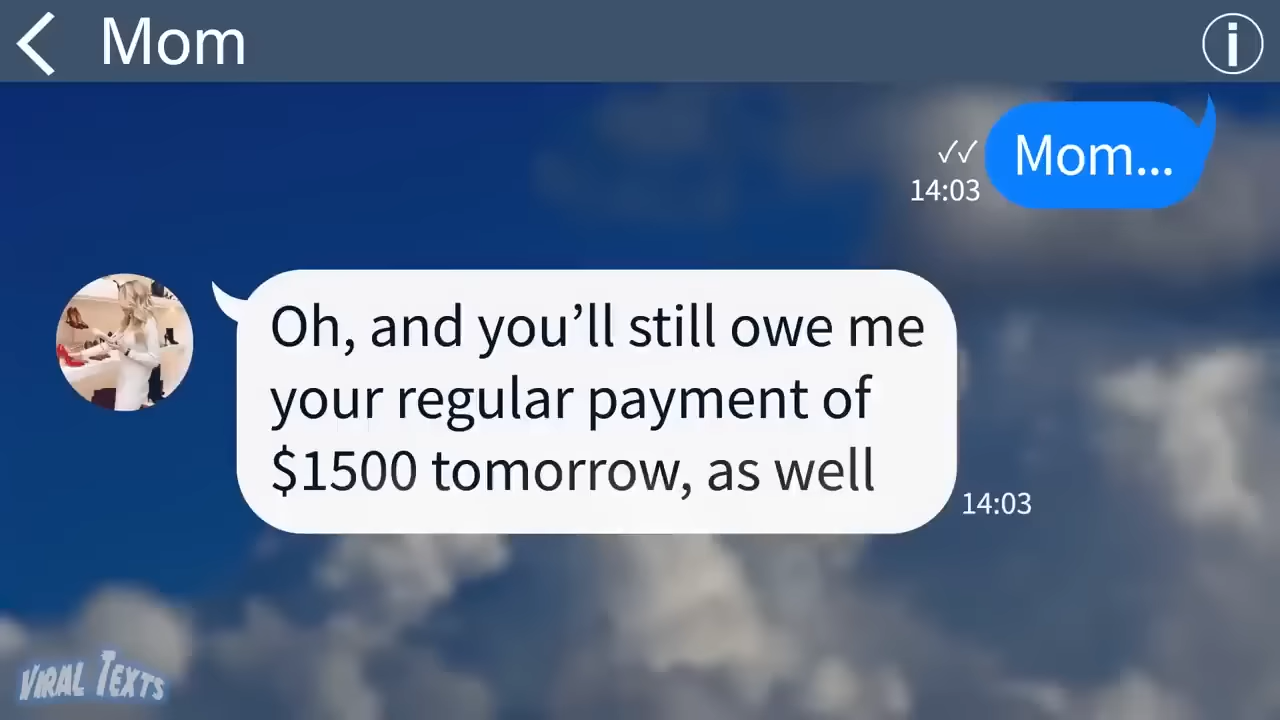 Mom
i
Mom...
✓✓
14:03
Oh, and you’ll still owe me
your regular payment of
$1500 tomorrow, as well
14:03
VIRAL TEXTS